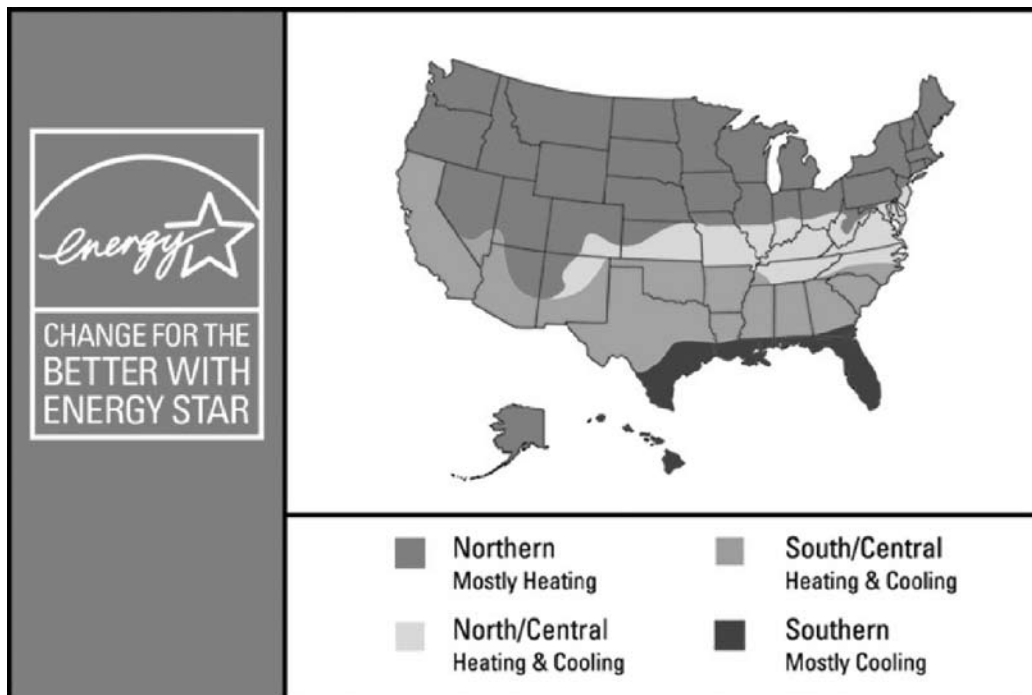 energy
CHANGE FOR THE
BETTER WITH
ENERGY STAR
Northern
Mostly Heating
North/Central
Heating & Cooling
South/Central
Heating & Cooling
Southern
Mostly Cooling